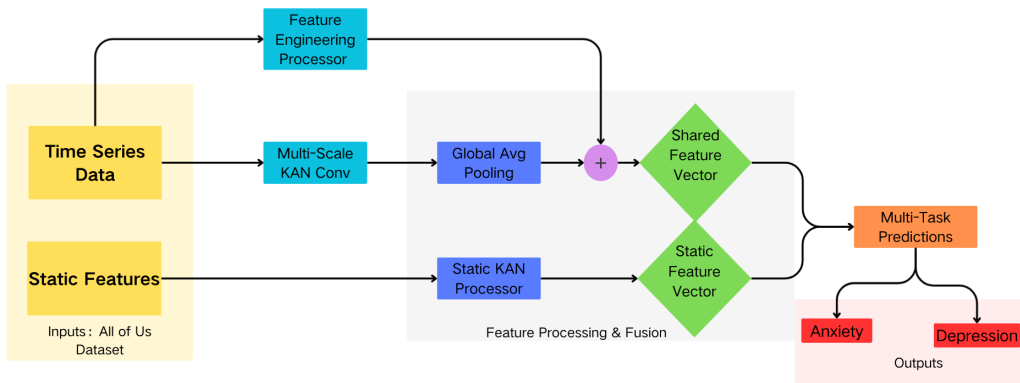 Feature
Engineering
Processor
Time Series
Data
Multi-Scale
KAN Conv
Global Avg
Pooling
+
Shared
Feature
Vector
Multi-Task
Predictions
Static Features
Static KAN
Processor
Static
Feature
Vector
Inputs: All of Us
Dataset
Feature Processing & Fusion
Anxiety
Depression
Outputs